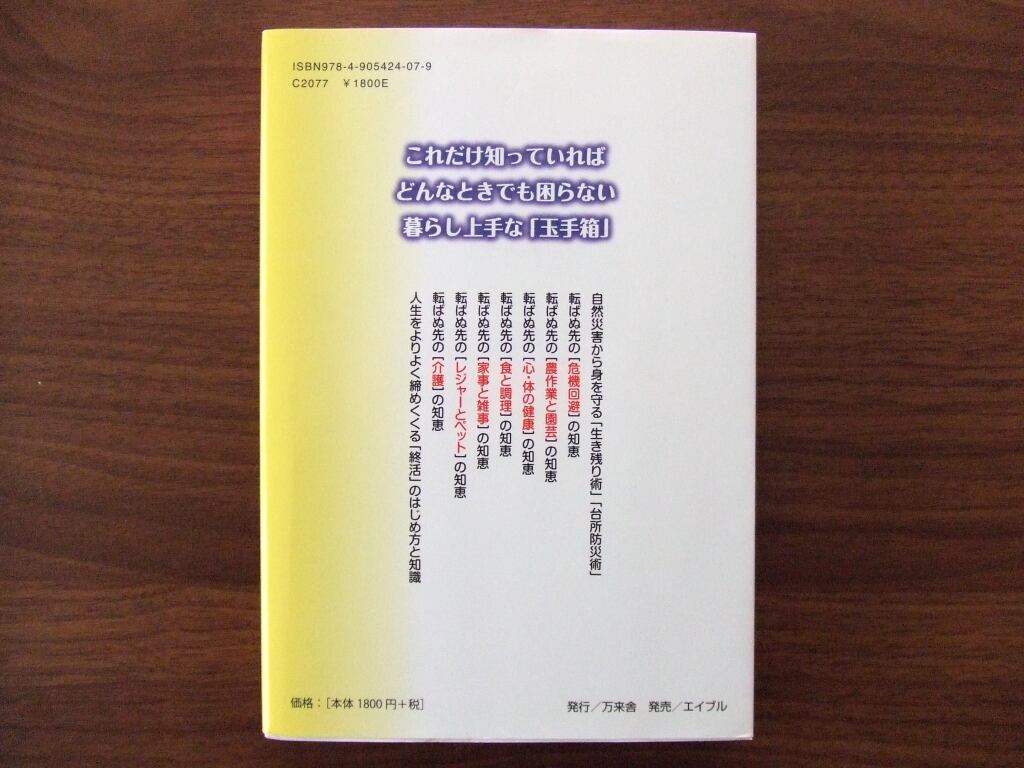 ISBN978-4-905424-07-9
C2077 ¥1800E
これだけ知っていれば
どんなときでも困らない
暮らし上手な「玉手箱」
自然災害から身を守る「生き残り術」「台所防災術」
転ばぬ先の［危機回避］の知恵
転ばぬ先の［農作業と園芸］の知恵
転ばぬ先の［心・体の健康］の知恵
転ばぬ先の［食と調理］の知恵
転ばぬ先の［家事と雑事］の知恵
転ばぬ先の［レジャーとペット］の知恵
転ばぬ先の［介護］の知恵
人生をよりよく締めくくる「終活」のはじめ方と知識
価格：［本体1800円＋税］
発行／万来舎 発売／エイブル